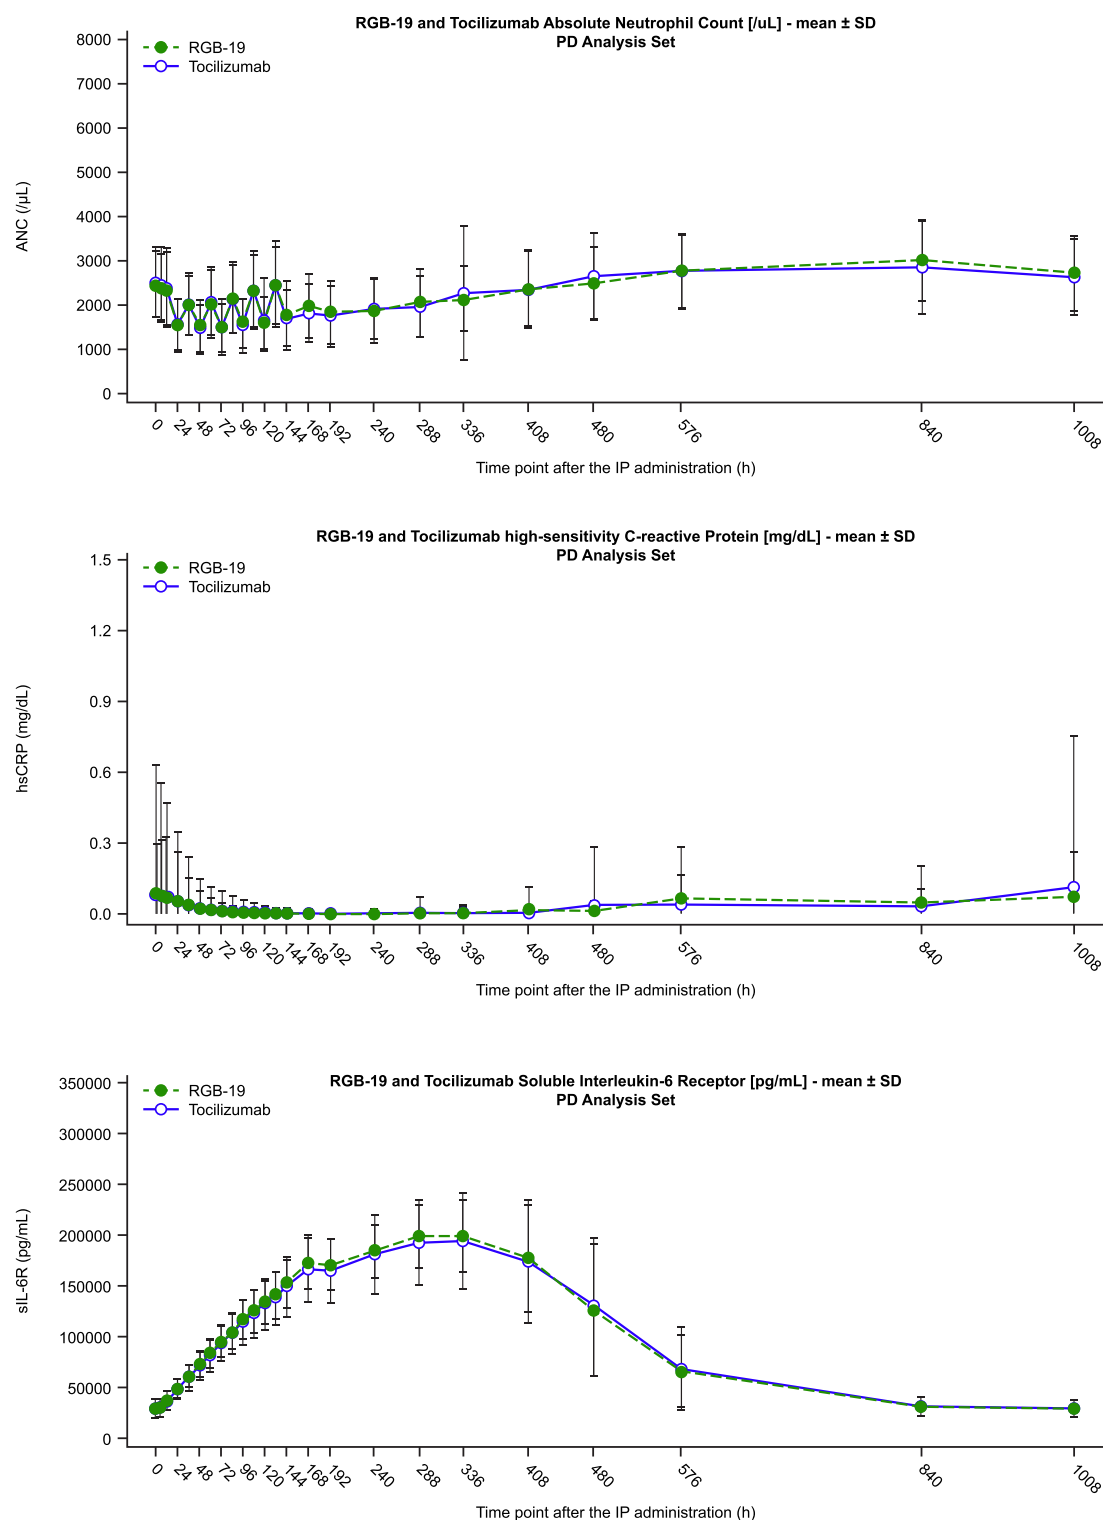 RGB-19 and Tocilizumab Absolute Neutrophil Count [/uL] - mean ± SD
PD Analysis Set
RGB-19
Tocilizumab
8000
7000
6000
5000
4000
3000
2000
1000
0
ANC (/μL)
0 24 48 72 96 120 144 168 192 240 288 336 408 480 576 840 1008
Time point after the IP administration (h)
RGB-19 and Tocilizumab high-sensitivity C-reactive Protein [mg/dL] - mean ± SD
PD Analysis Set
RGB-19
Tocilizumab
1.5
1.2
0.9
0.6
0.3
0.0
hsCRP (mg/dL)
0 24 48 72 96 120 144 168 192 240 288 336 408 480 576 840 1008
Time point after the IP administration (h)
RGB-19 and Tocilizumab Soluble Interleukin-6 Receptor [pg/mL] - mean ± SD
PD Analysis Set
RGB-19
Tocilizumab
350000
300000
250000
200000
150000
100000
50000
0
sIL-6R (pg/mL)
0 24 48 72 96 120 144 168 192 240 288 336 408 480 576 840 1008
Time point after the IP administration (h)